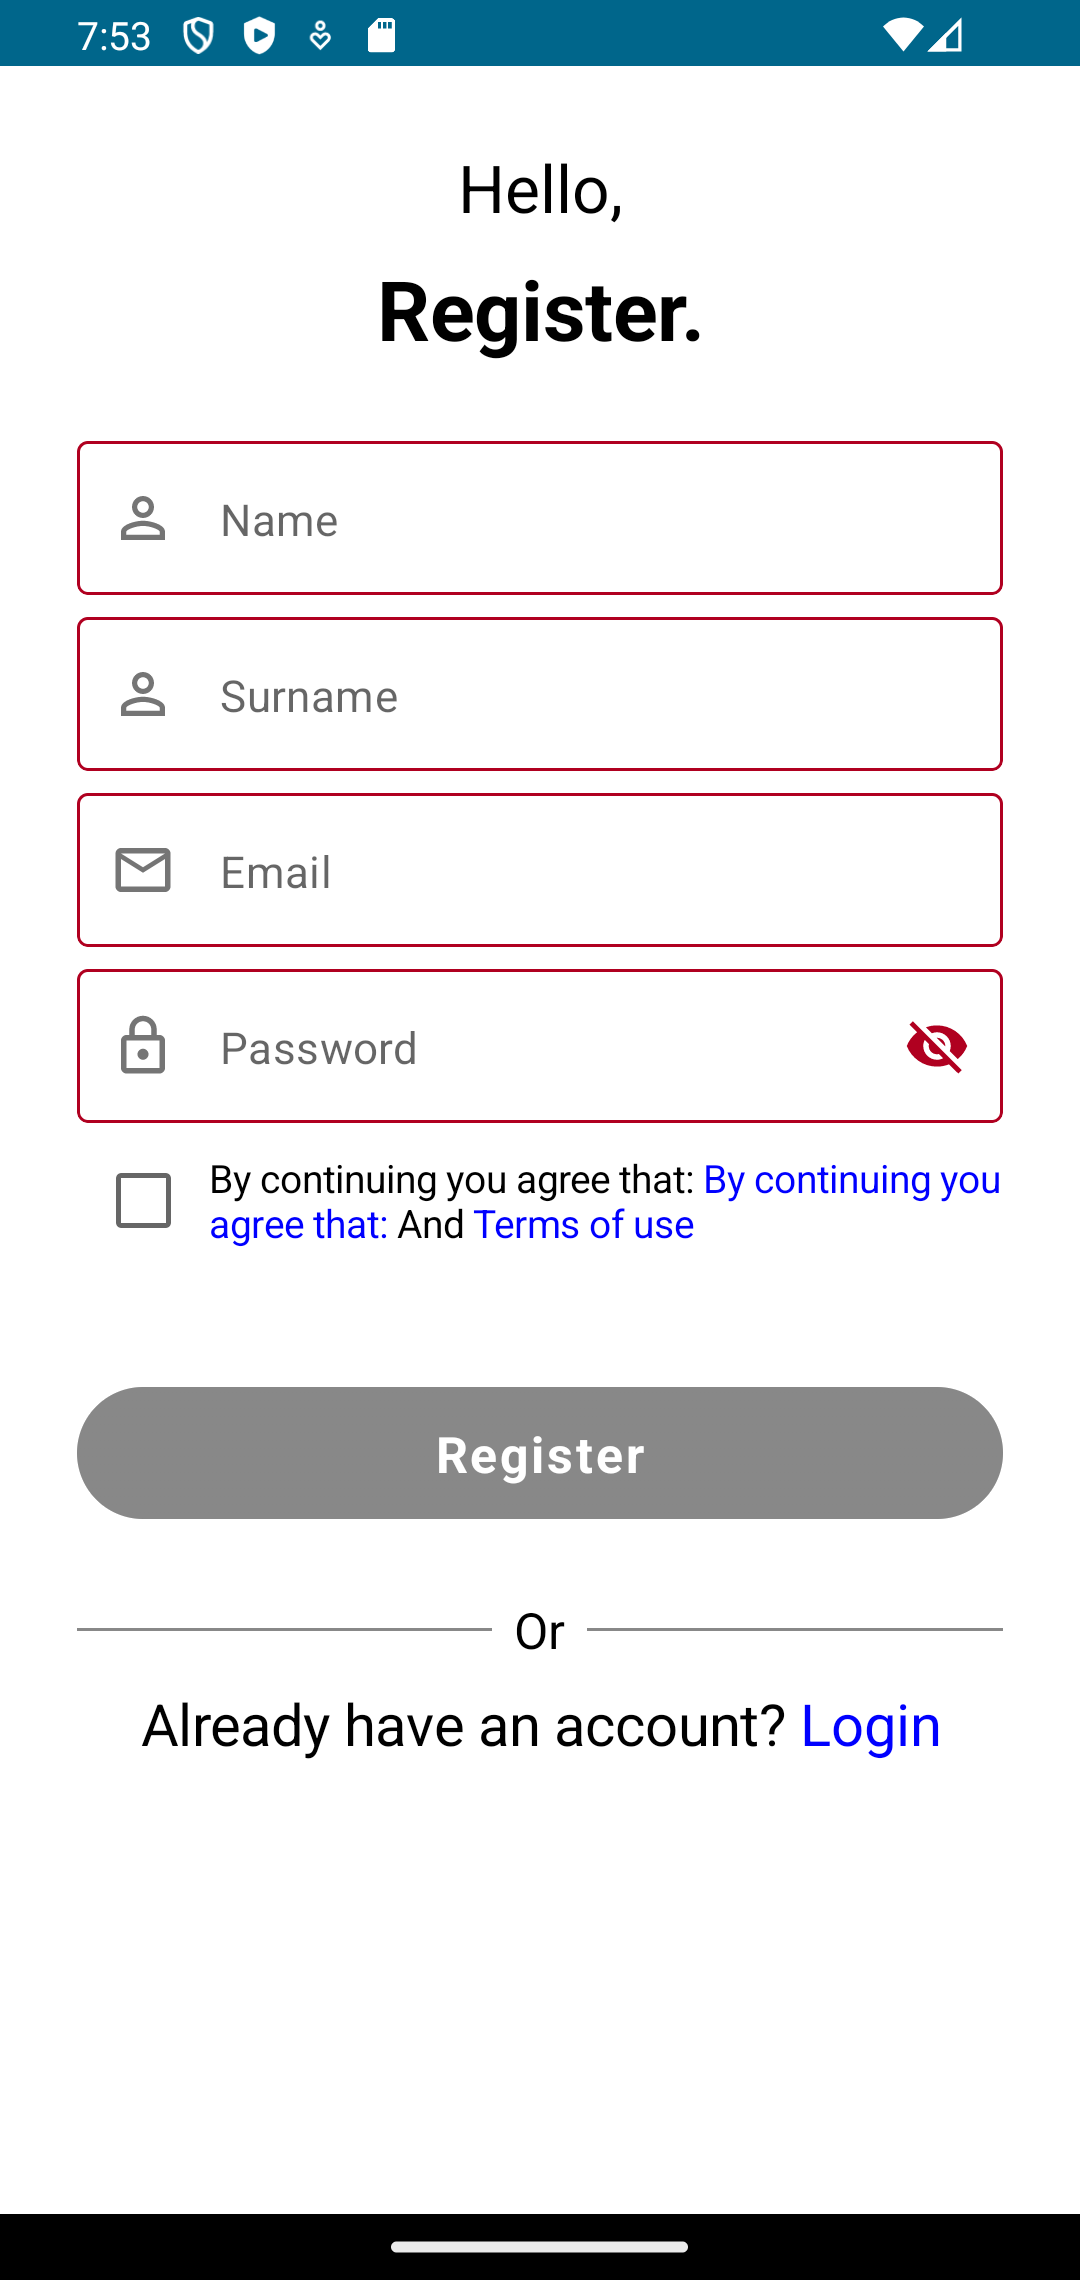 7:53
Hello,
Register.
Name
Surname
Email
Password
By continuing you agree that: By continuing you
agree that: And Terms of use
Register
Or
Already have an account? Login